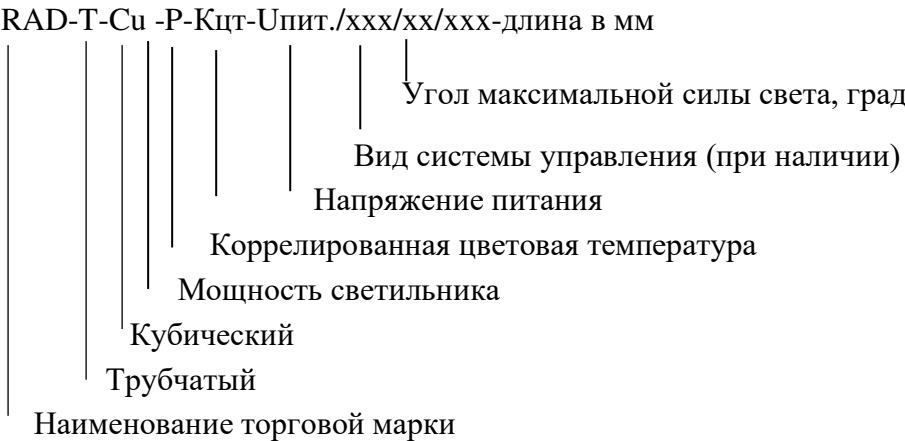 RAD-T-Cu -P-Кцт-Uпит./xxx/xx/xxx-длина в мм
Угол максимальной силы света, град
Вид системы управления (при наличии)
Напряжение питания
Коррелированная цветовая температура
Мощность светильника
Кубический
Трубчатый
Наименование торговой марки